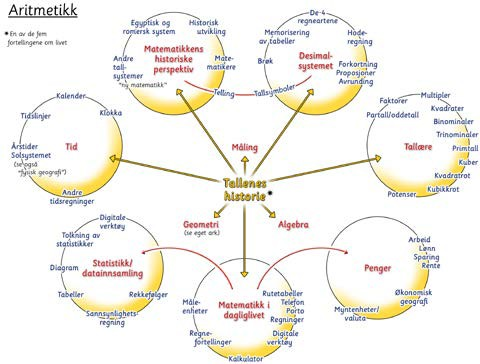 Aritmetikk
*En av de fem
fortellingene om livet
Egyptisk og
romiersk system
Historisk
utvikling
Matematikkens
historiske
perspektiv
Andre
tall-
systemer
"ny matematikk"
Mate-
matikere
Telling
De 4
regneartene
Memorisering
av tabeller
Hode-
regning
Desimal-
systemet
Brøk
Forkortning
Proposjoner
Avrunding
Tallsymboler
Kalender
Klokka
Tidslinjer
Tid
Årstider
Solsystemet
(se også
"fysisk geografi")
Andre
tidsregninger
Måling
Faktorer
Multipler
Partall/oddetall
Kvadrater
Binominaler
Trinominaler
Tallære
Primtall
Kuber
Kvadratrot
Kubikkrot
Potenser
Tallenes
historie*
Geometri
(se eget ark)
Algebra
Digitale
verktøy
Tolkning av
statistikker
Statistikk/
datainnsamling
Diagram
Tabeller
Rekkefølger
Sannsynlighets-
regning
Måle-
enheter
Matematikk i
dagliglivet
Rutetabeller
Telefon
Porto
Regninger
Regne-
fortellinger
Digitale
verktøy
Kalkulator
Penger
Arbeid
Lønn
Sparing
Rente
Økonomisk
geografi
Myntenheter/
valuta